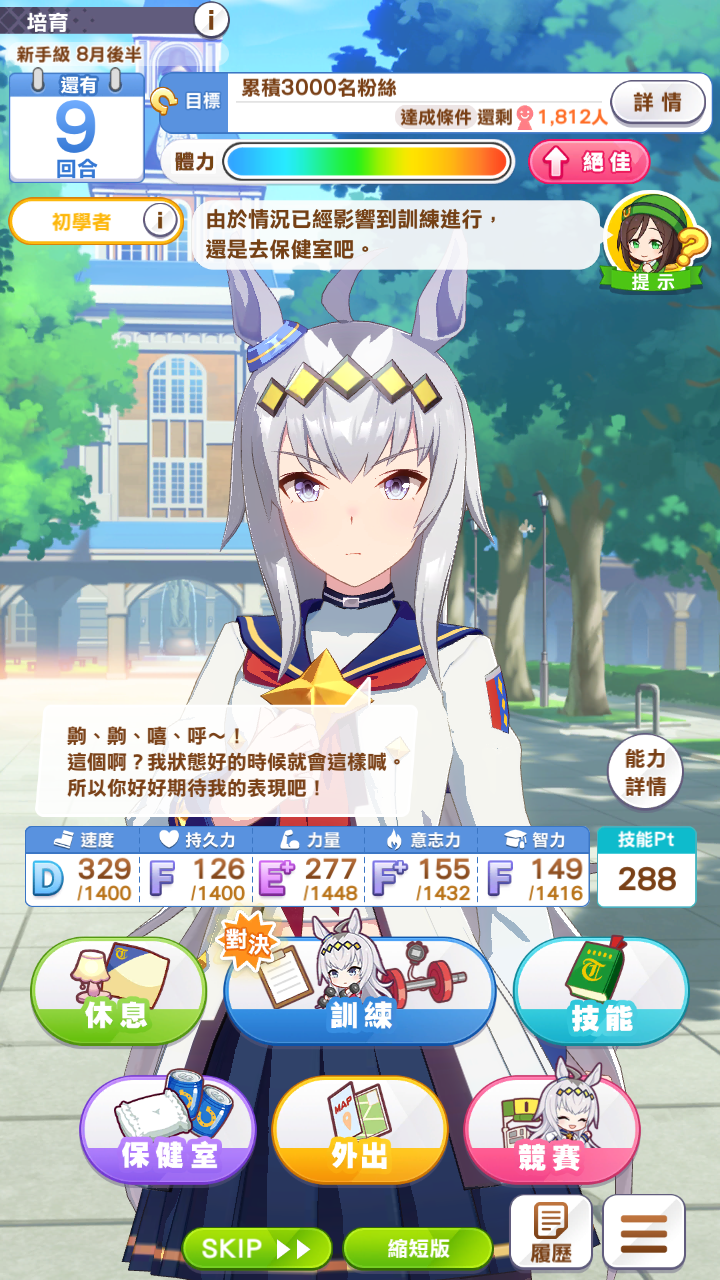 培育
i
新手級 8月後半
還有
9
回合
目標
累積3000名粉絲
達成條件 還剩 1,812人
詳情
體力
絕佳
初學者
i
由於情況已經影響到訓練進行，
還是去保健室吧。
提示
齁、齁、嘻、呼～！
這個啊？我狀態好的時候就會這樣喊。
所以你好好期待我的表現吧！
能力
詳情
速度 持久力 力量 意志力 智力 技能Pt
D 329 F 126 E+ 277 F+ 155 F 149 288
/1400 /1400 /1448 /1432 /1416
對決
休息 訓練 技能
MAP
保健室 外出 競賽
SKIP 縮短版 履歷